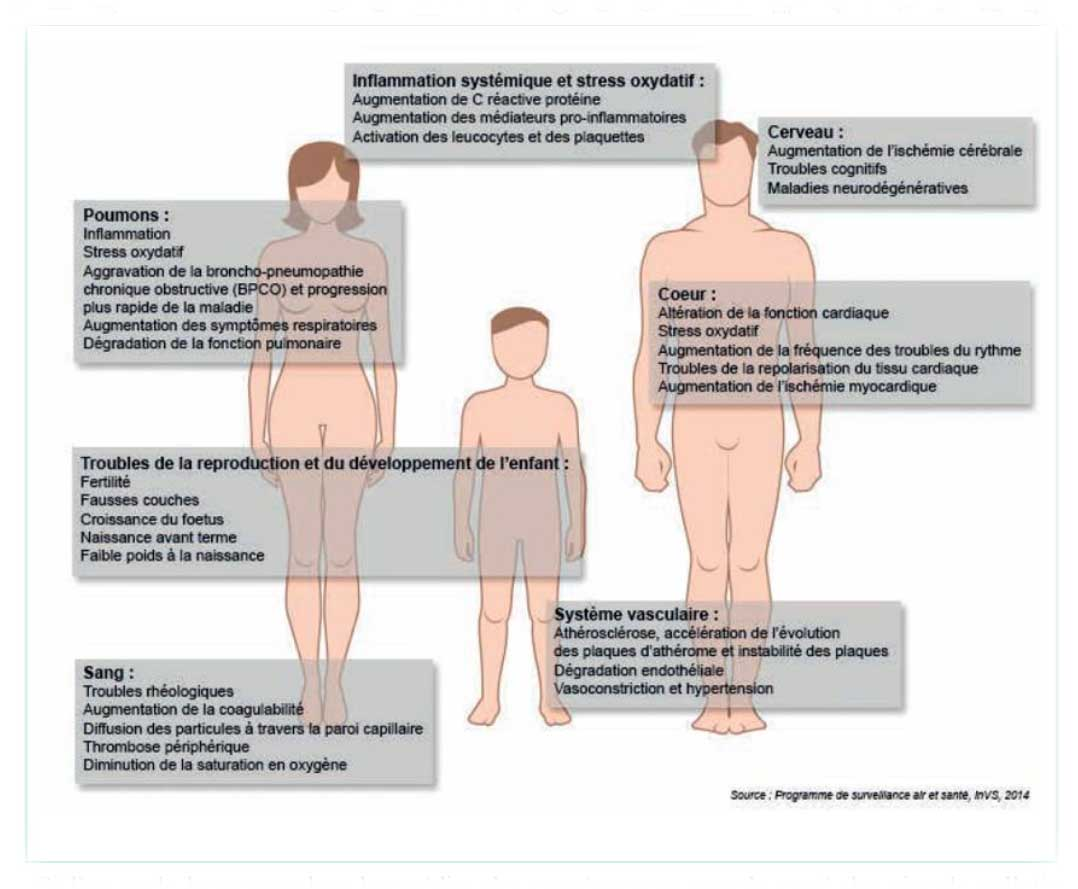 Inflammation systémique et stress oxydatif :
Augmentation de C réactive protéine
Augmentation des médiateurs pro-inflammatoires
Activation des leucocytes et des plaquettes
Cerveau :
Augmentation de l'ischémie cérébrale
Troubles cognitifs
Maladies neurodégénératives
Poumons :
Inflammation
Stress oxydatif
Aggravation de la broncho-pneumopathie
chronique obstructive (BPCO) et progression
plus rapide de la maladie
Augmentation des symptômes respiratoires
Dégradation de la fonction pulmonaire
Coeur :
Altération de la fonction cardiaque
Stress oxydatif
Augmentation de la fréquence des troubles du rythme
Troubles de la repolarisation du tissu cardiaque
Augmentation de l'ischémie myocardique
Troubles de la reproduction et du développement de l'enfant :
Fertilité
Fausses couches
Croissance du foetus
Naissance avant terme
Faible poids à la naissance
Système vasculaire :
Athérosclérose, accélération de l'évolution
des plaques d'athérome et instabilité des plaques
Dégradation endothéliale
Vasoconstriction et hypertension
Sang :
Troubles rhéologiques
Augmentation de la coagulabilité
Diffusion des particules à travers la paroi capillaire
Thrombose périphérique
Diminution de la saturation en oxygène
Source : Programme de surveillance air et santé, InVS, 2014